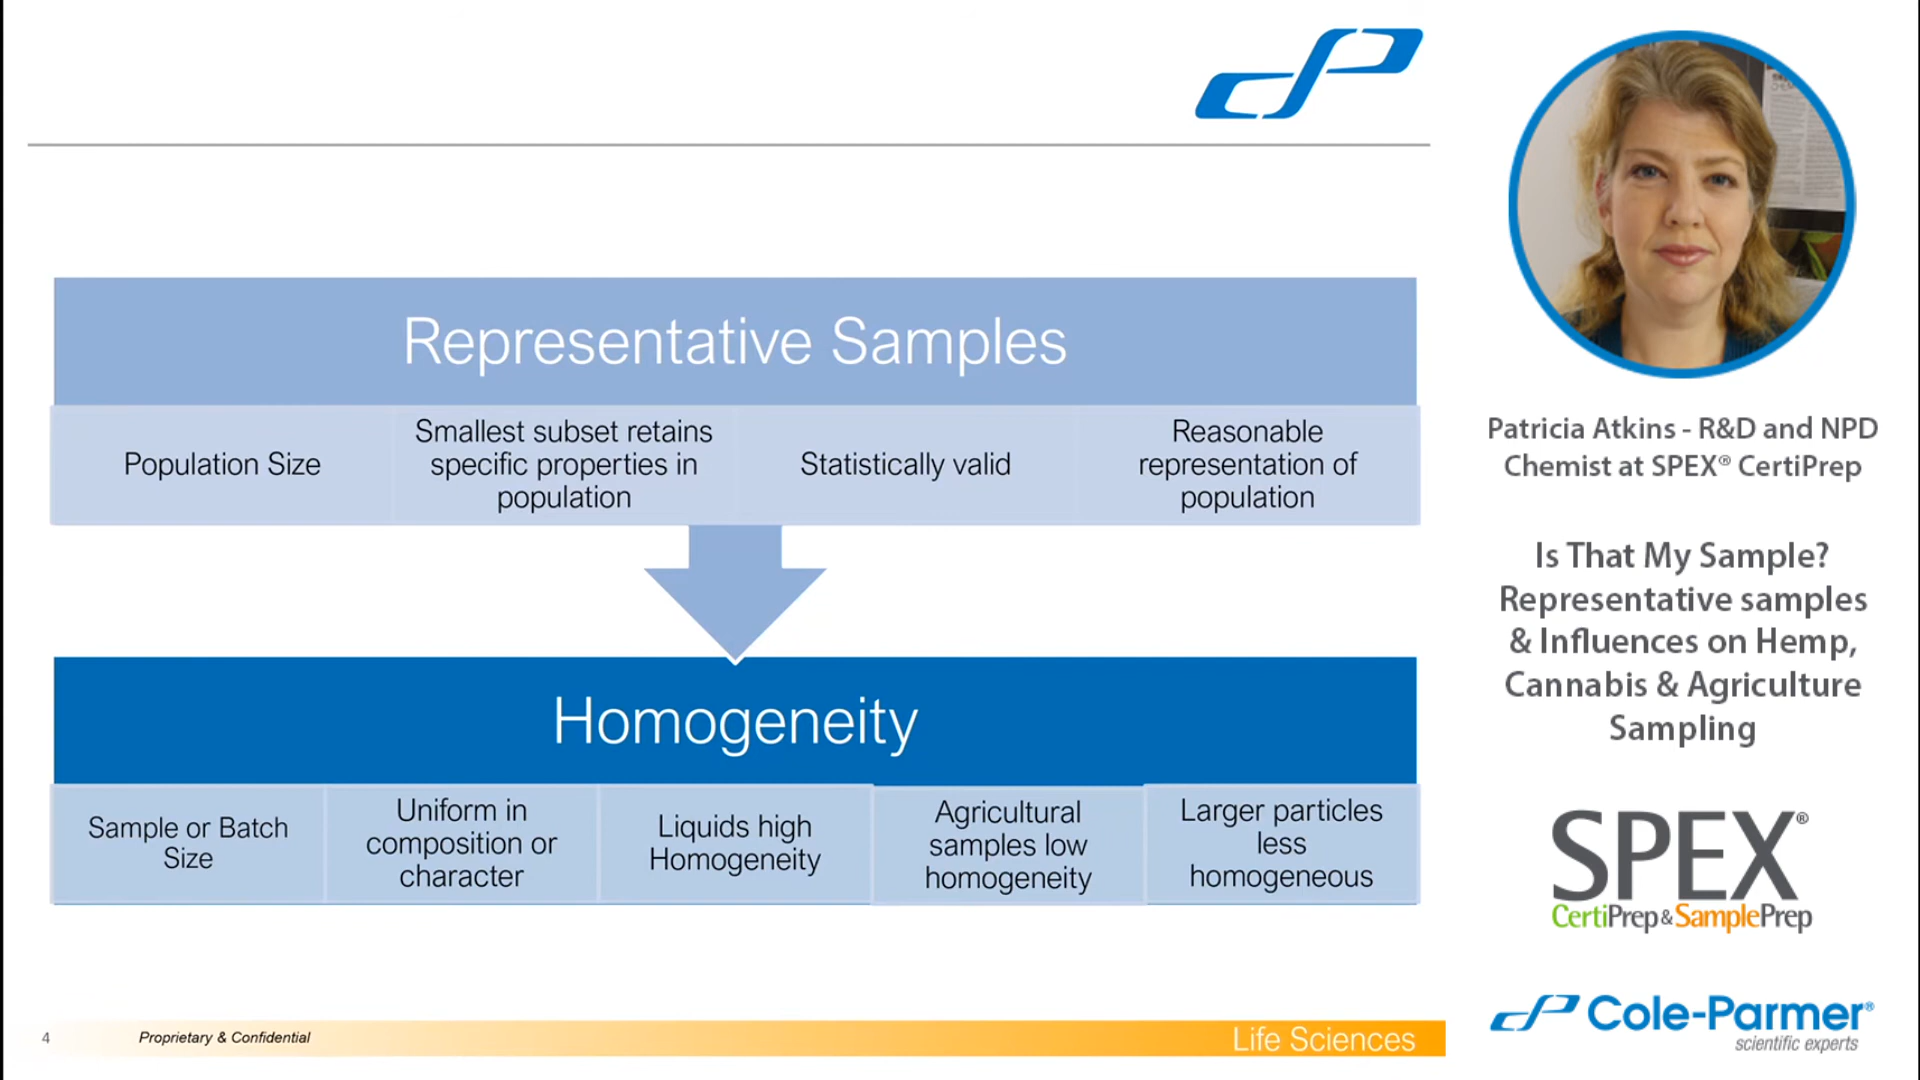 Representative Samples
Population Size
Smallest subset retains
specific properties in
population
Statistically valid
Reasonable
representation of
population
Homogeneity
Sample or Batch
Size
Uniform in
composition or
character
Liquids high
Homogeneity
Agricultural
samples low
homogeneity
Larger particles
less
homogeneous
4
Proprietary & Confidential
Life Sciences
Patricia Atkins - R&D and NPD
Chemist at SPEX® CertiPrep
Is That My Sample?
Representative samples
& Influences on Hemp,
Cannabis & Agriculture
Sampling
SPEX®
CertiPrep & SamplePrep
Cole-Parmer®
scientific experts